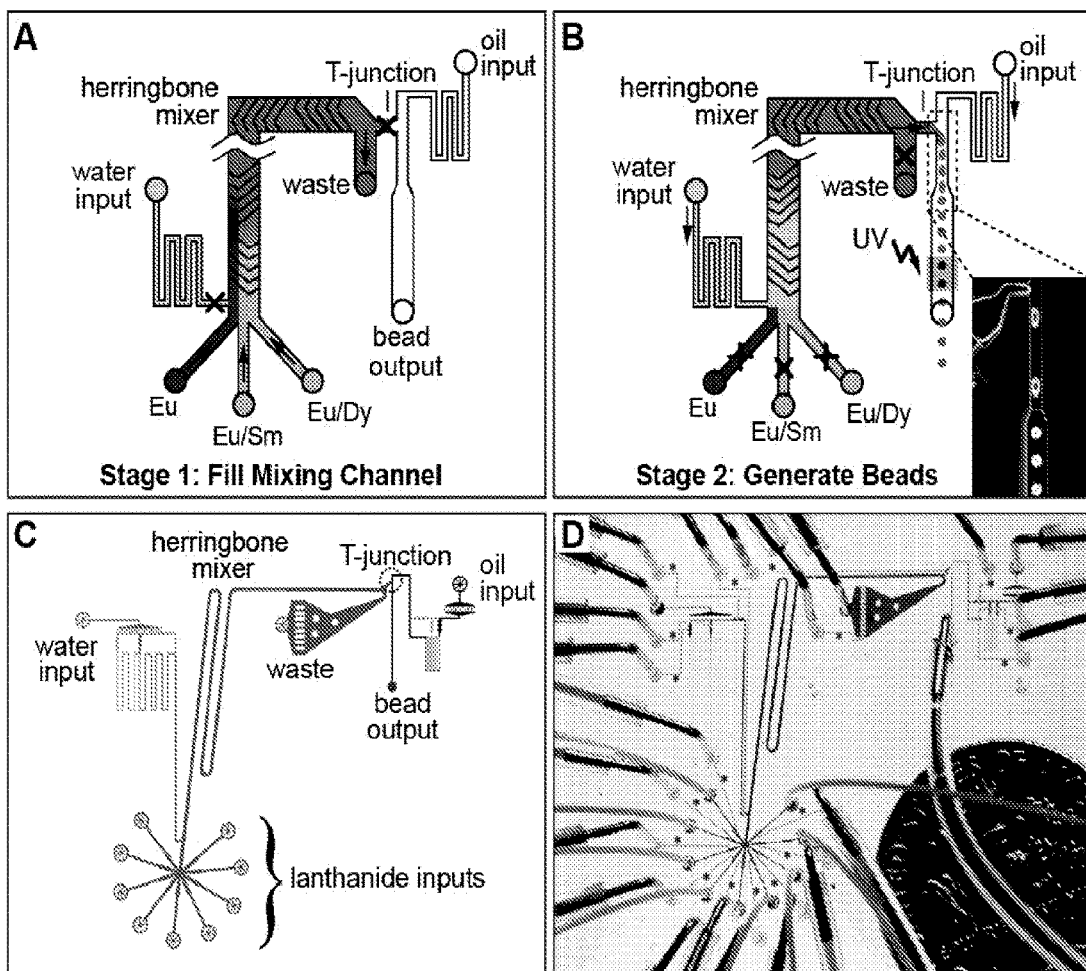 A
oil
input
T-junction
herringbone
mixer
water
input
waste
bead
output
Eu
Eu/Sm
Eu/Dy
Stage 1: Fill Mixing Channel
B
oil
input
T-junction
herringbone
mixer
water
input
waste
UV
Eu
Eu/Sm
Eu/Dy
Stage 2: Generate Beads
C
herringbone
mixer
T-junction
oil
input
water
input
waste
bead
output
lanthanide inputs
D